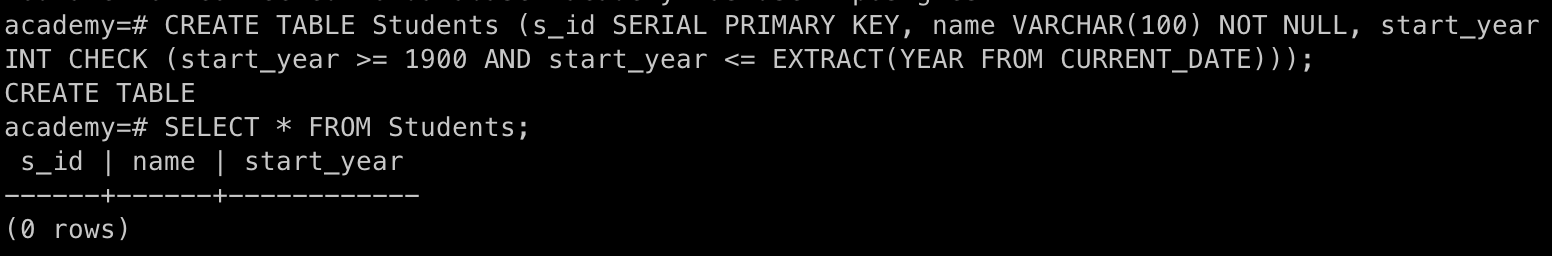 academy=# CREATE TABLE Students (s_id SERIAL PRIMARY KEY, name VARCHAR(100) NOT NULL, start_year
INT CHECK (start_year >= 1900 AND start_year <= EXTRACT(YEAR FROM CURRENT_DATE)));
CREATE TABLE
academy=# SELECT * FROM Students;
 s_id | name | start_year
------+------+------------
(0 rows)